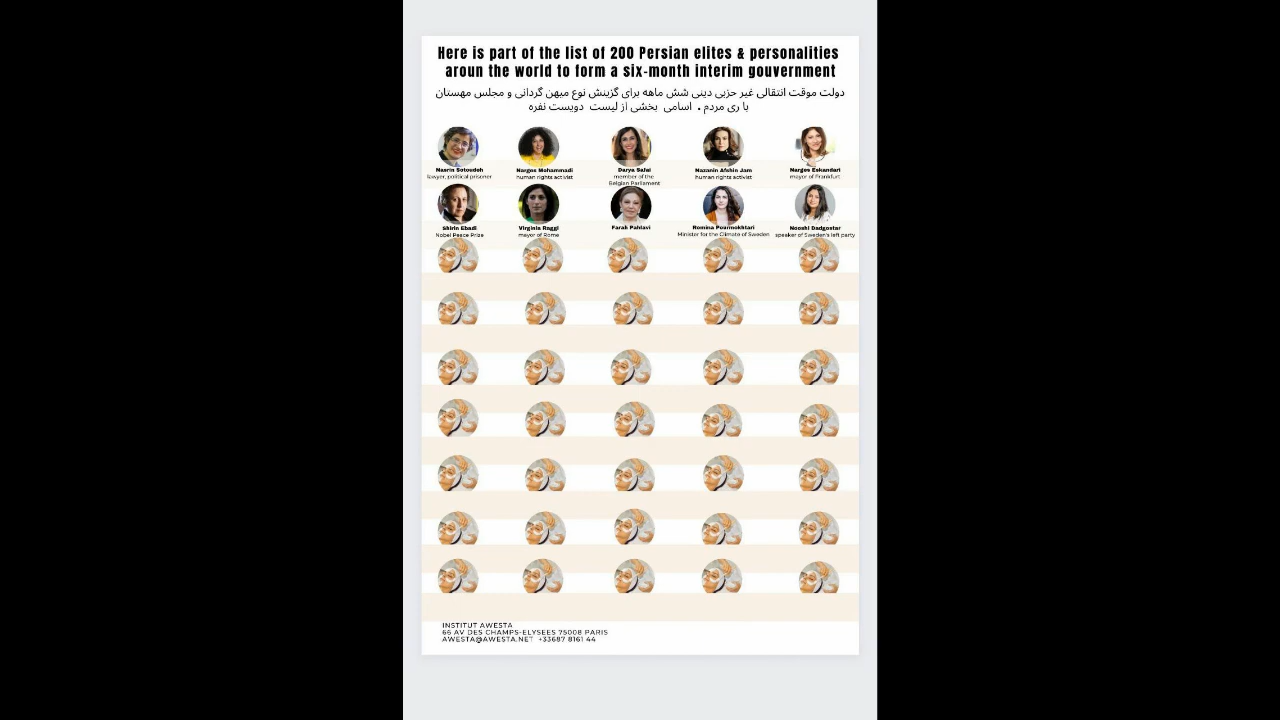 Here is part of the list of 200 Persian elites & personalities
aroun the world to form a six-month interim gouvernment
دولت موقت انتقالی غیر حزبی دینی شش ماهه برای گزینش نوع میهن گردانی و مجلس مهستان
با ری مردم . اسامی بخشی از لیست دویست نفره
Nasrin Sotoudeh
lawyer, political prisoner
Narges Mohammadi
human rights activist
Darya Safai
member of the
Belgian Parliament
Nazanin Afshin Jam
human rights activist
Narges Eskandari
mayor of Frankfurt
Shirin Ebadi
Nobel Peace Prize
Virginia Raggi
mayor of Rome
Farah Pahlavi
Romina Pourmokhtari
Minister for the Climate of Sweden
Nooshi Dadgostar
speaker of Sweden's left party
INSTITUT AWESTA
66 AV DES CHAMPS-ELYSEES 75008 PARIS
AWESTA@AWESTA.NET +33687 8161 44